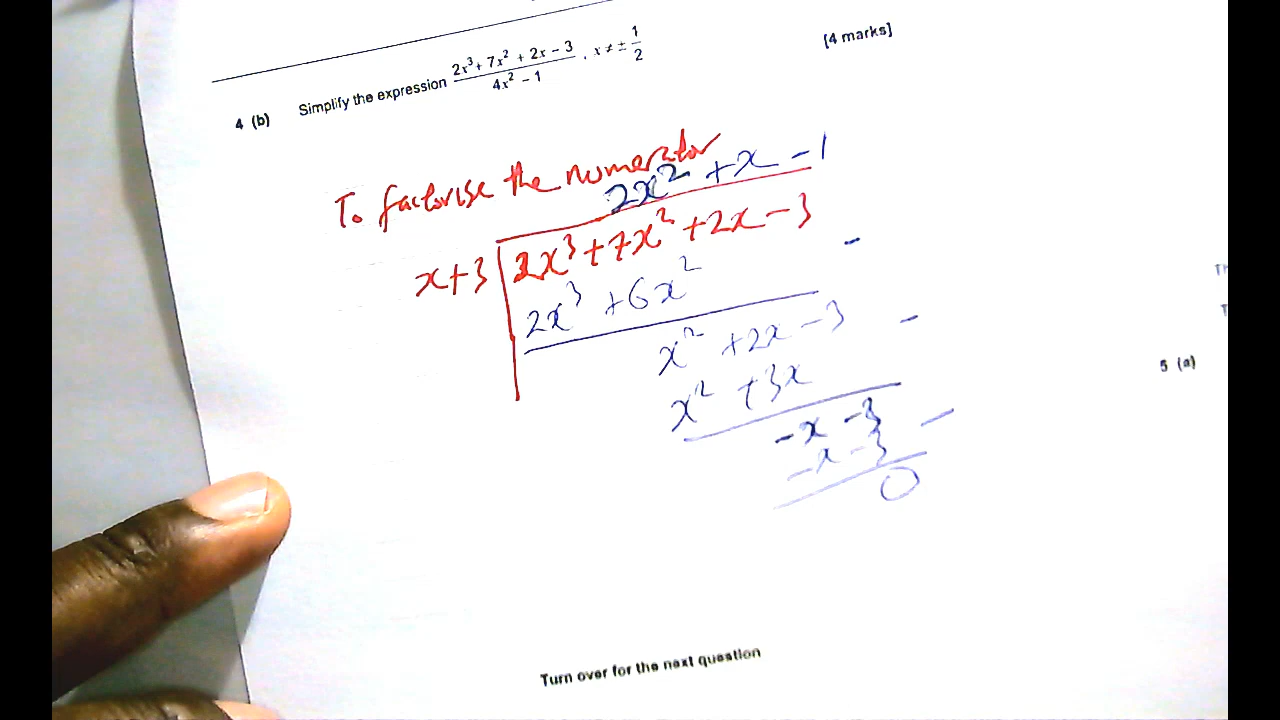 4 (b) Simplify the expression (2x³ + 7x² + 2x − 3)/(4x² − 1) , x ≠ ± 1/2 [4 marks]
To factorise the numerator
2x² + x − 1
x+3 2x³ + 7x² + 2x − 3
2x³ + 6x² −
x² + 2x − 3
x² + 3x −
−x −3
−x −3 −
0
5 (a)
Turn over for the next question